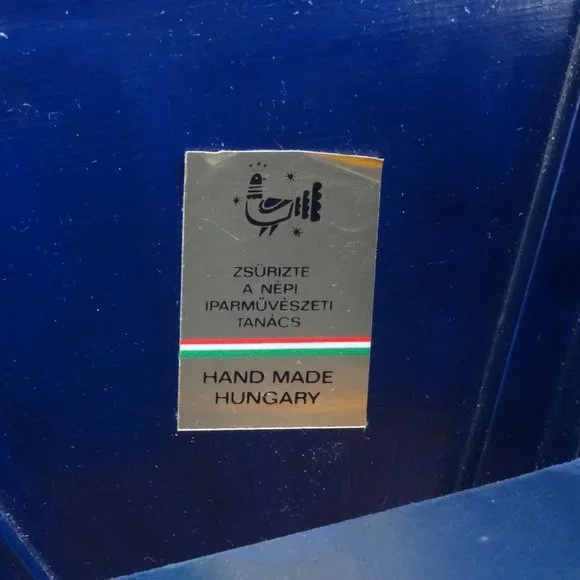 ZSÜRIZTE
A NÉPI
IPARMŰVÉSZETI
TANÁCS
HAND MADE
HUNGARY